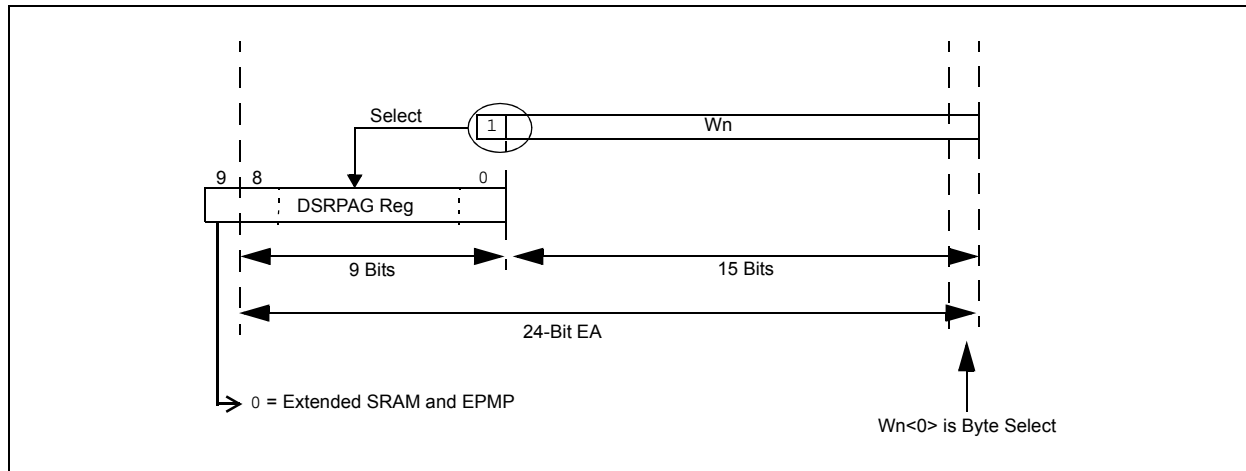 Select
1
Wn
9 8 0
DSRPAG Reg
9 Bits 15 Bits
24-Bit EA
0 = Extended SRAM and EPMP
Wn<0> is Byte Select